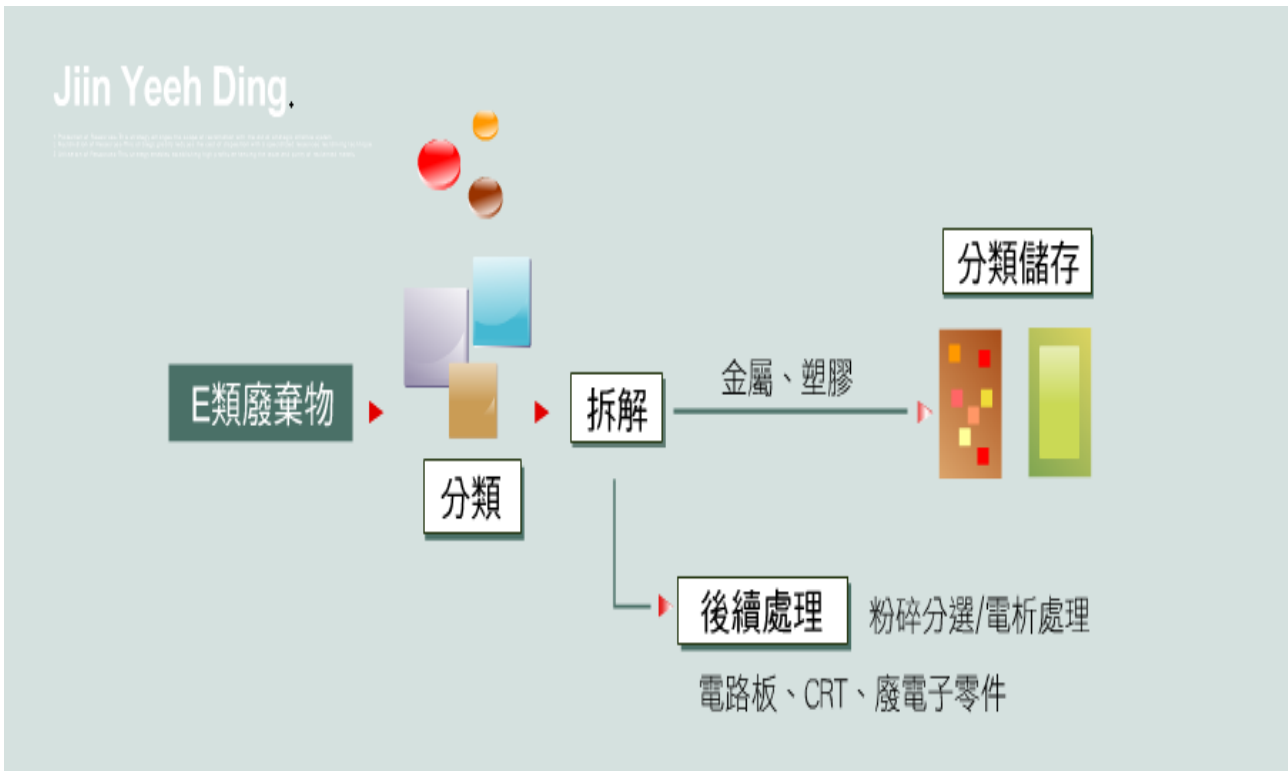 Jiin Yeeh Ding.
分類儲存
金屬、塑膠
E類廢棄物
拆解
分類
後續處理
粉碎分選/電析處理
電路板、CRT、廢電子零件